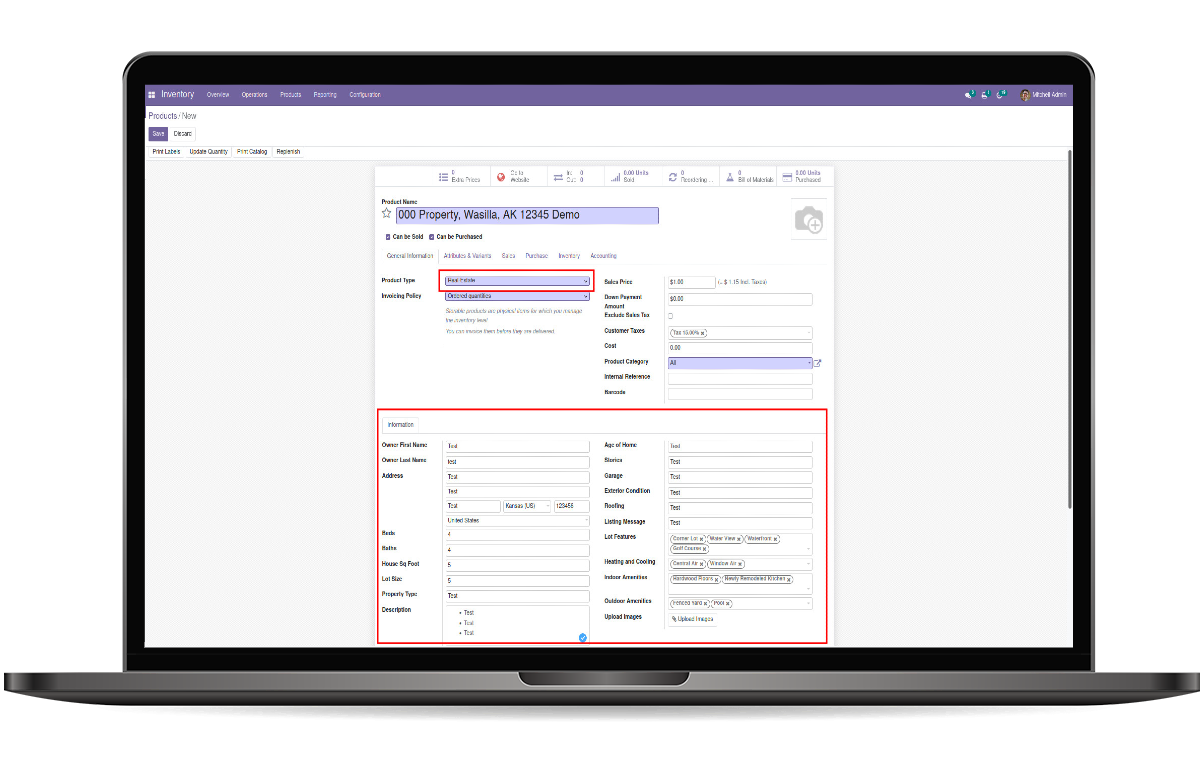 Inventory Overview Operations Products Reporting Configuration Mitchell Admin
Products / New
Save Discard
Print Labels Update Quantity Print Catalog Replenish
0 Extra Prices
Go to Website
In: 0
Out: 0
0.00 Units Sold
0 Reordering...
0 Bill of Materials
0.00 Units Purchased
Product Name
000 Property, Wasilla, AK 12345 Demo
Can be Sold Can be Purchased
General Information Attributes & Variants Sales Purchase Inventory Accounting
Product Type Real Estate
Invoicing Policy Ordered quantities
Storable products are physical items for which you manage
the inventory level
You can invoice them before they are delivered.
Sales Price $1.00 (= $ 1.15 Incl. Taxes)
Down Payment
Amount $0.00
Exclude Sales Tax
Customer Taxes Tax 15.00% x
Cost 0.00
Product Category All
Internal Reference
Barcode
Information
Owner First Name Test
Owner Last Name test
Address Test
Test
Test Kansas (US) 123456
United States
Beds 4
Baths 4
House Sq Foot 5
Lot Size 5
Property Type Test
Description
• Test
• Test
• Test
Age of Home Test
Stories Test
Garage Test
Exterior Condition Test
Roofing Test
Listing Message Test
Lot Features Corner Lot x Water View x Waterfront x
Golf Course x
Heating and Cooling Central Air x Window Air x
Indoor Amenities Hardwood Floors x Newly Remodeled Kitchen x
Outdoor Amenities Fenced Yard x Pool x
Upload Images Upload Images